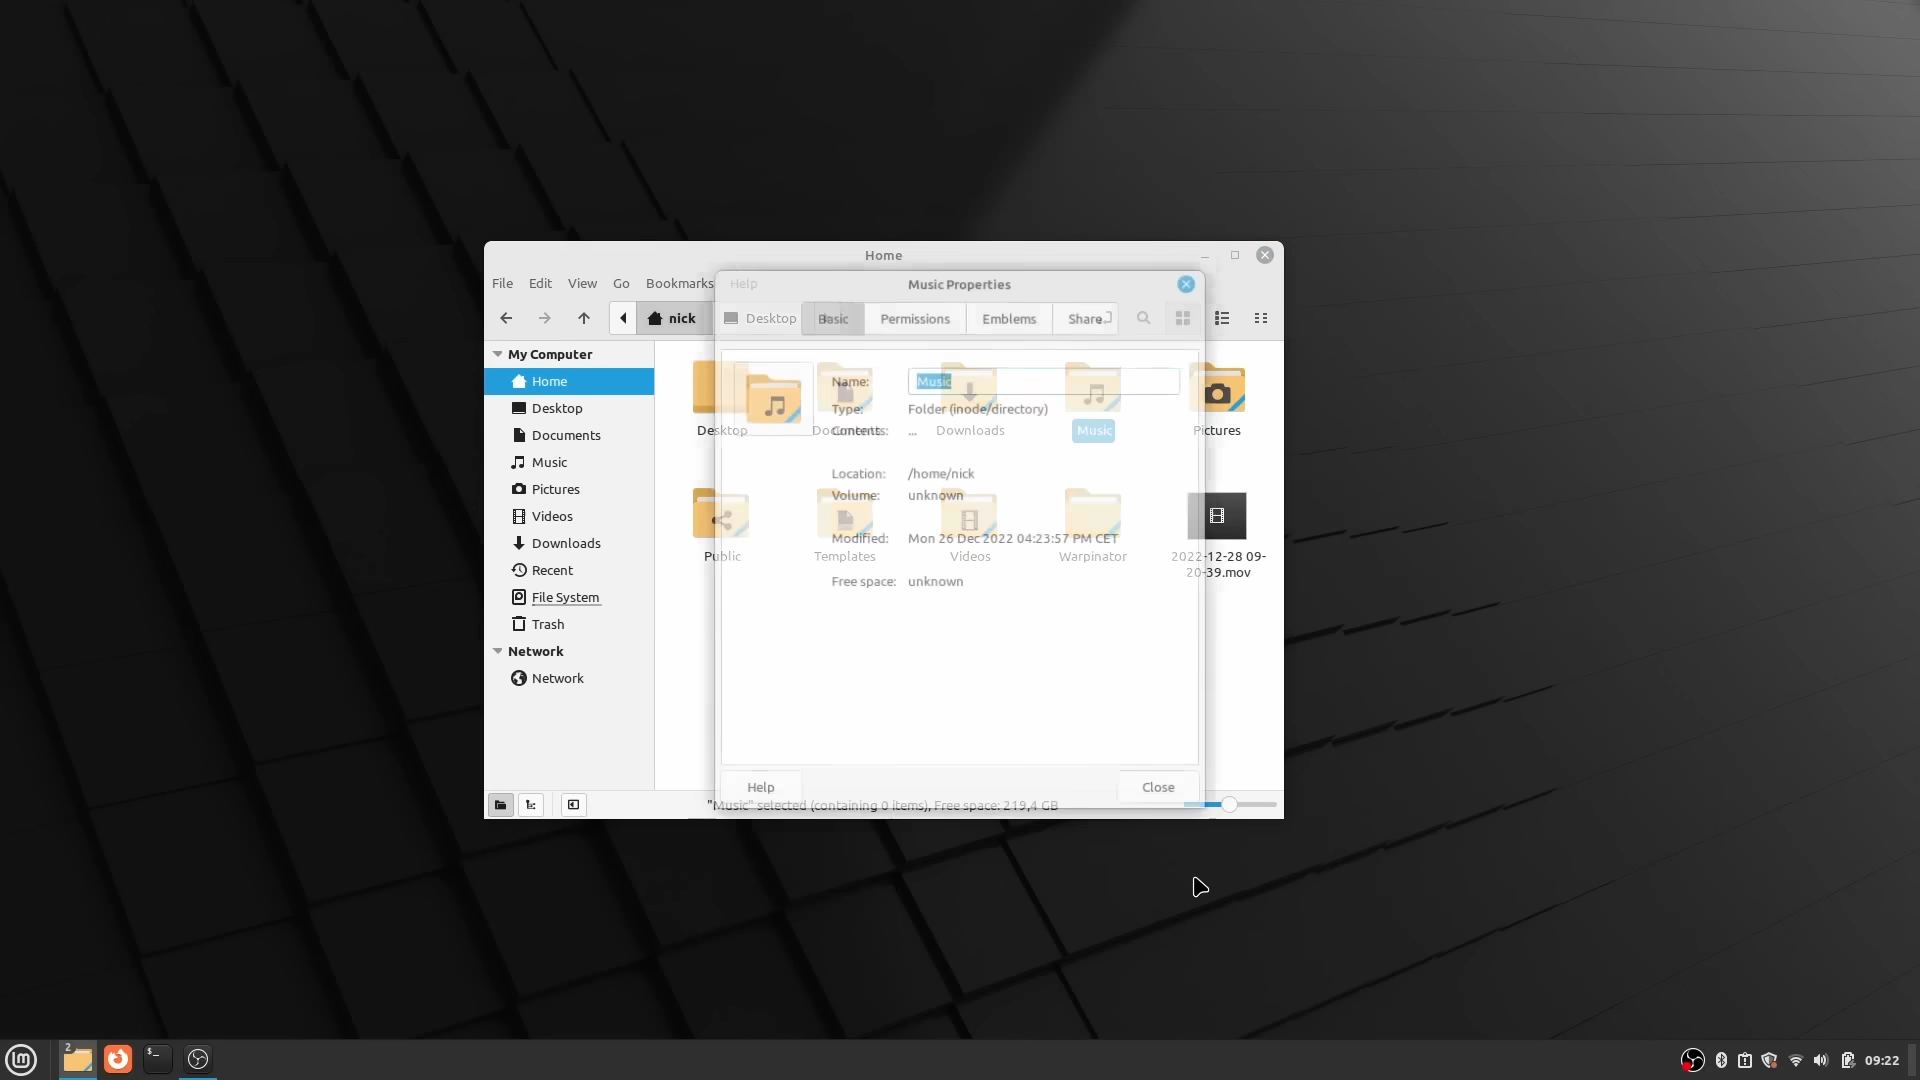 Home
File Edit View Go Bookmarks Help
Music Properties
nick Desktop
Basic Permissions Emblems Share
My Computer
Home
Desktop
Documents
Music
Pictures
Videos
Downloads
Recent
File System
Trash
Network
Network
Desktop Documents Downloads Music Pictures
Public Templates Videos Warpinator 2022-12-28 09-
20-39.mov
Name: Music
Type: Folder (inode/directory)
Contents: ...
Location: /home/nick
Volume: unknown
Modified: Mon 26 Dec 2022 04:23:57 PM CET
Free space: unknown
Help Close
"Music" selected (containing 0 items), Free space: 219,4 GB
2
$_
09:22